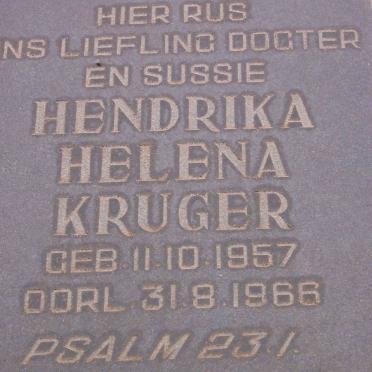 HIER RUS
ONS LIEFLING DOGTER
EN SUSSIE
HENDRIKA
HELENA
KRUGER
GEB. 11.10.1957
OORL. 31.8.1966
PSALM 23.1.